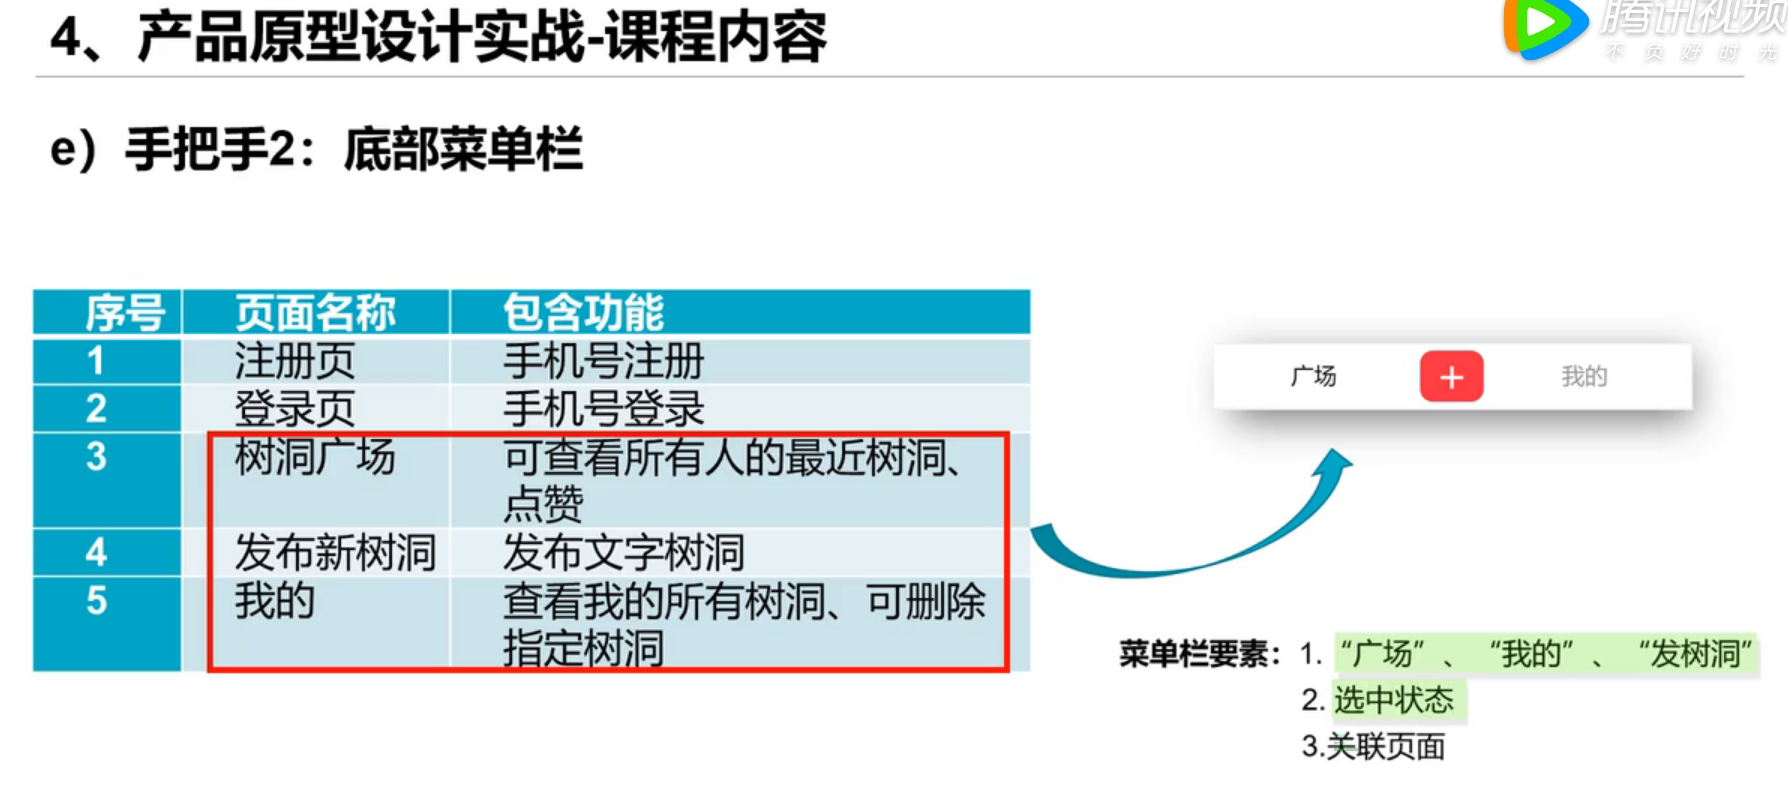 4、产品原型设计实战-课程内容
腾讯视频
不负好时光
e）手把手2：底部菜单栏
序号 页面名称 包含功能
1 注册页 手机号注册
2 登录页 手机号登录
3 树洞广场 可查看所有人的最近树洞、
点赞
4 发布新树洞 发布文字树洞
5 我的 查看我的所有树洞、可删除
指定树洞
广场 + 我的
菜单栏要素：1. “广场”、“我的”、“发树洞”
2. 选中状态
3.关联页面